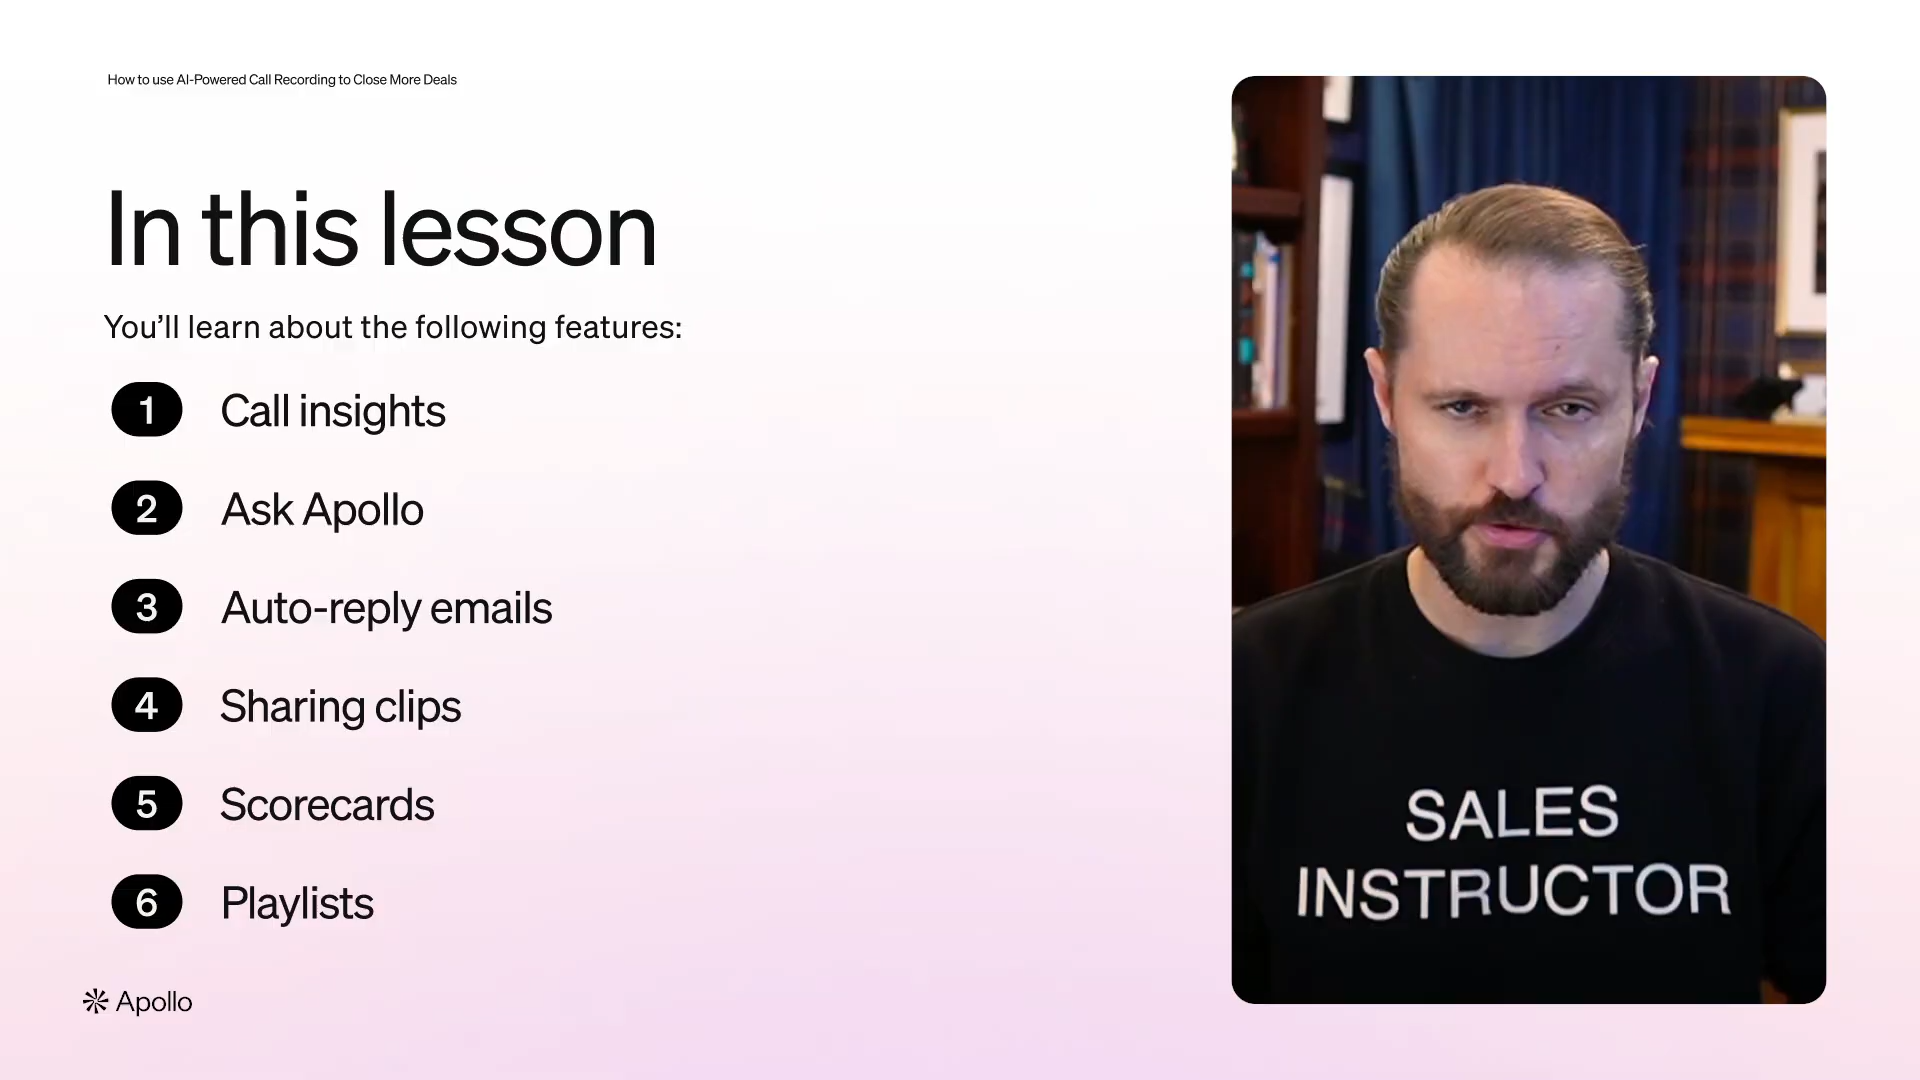 How to use AI-Powered Call Recording to Close More Deals
In this lesson
You'll learn about the following features:
1 Call insights
2 Ask Apollo
3 Auto-reply emails
4 Sharing clips
5 Scorecards
6 Playlists
Apollo
SALES
INSTRUCTOR